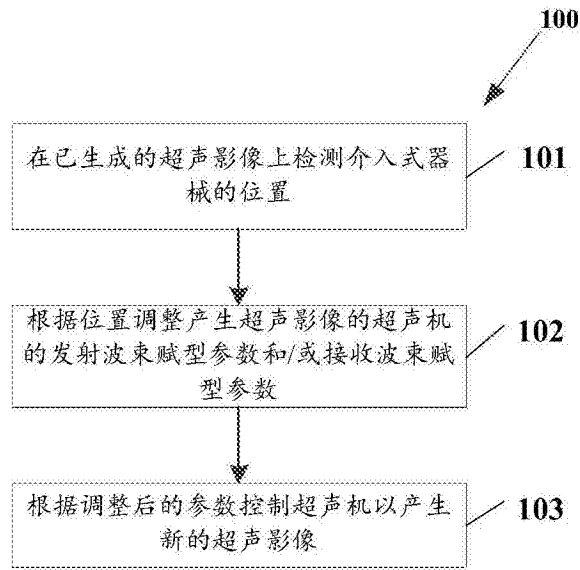 100
在已生成的超声影像上检测介入式器
械的位置
101
根据位置调整产生超声影像的超声机
的发射波束赋型参数和/或接收波束赋
型参数
102
根据调整后的参数控制超声机以产生
新的超声影像
103